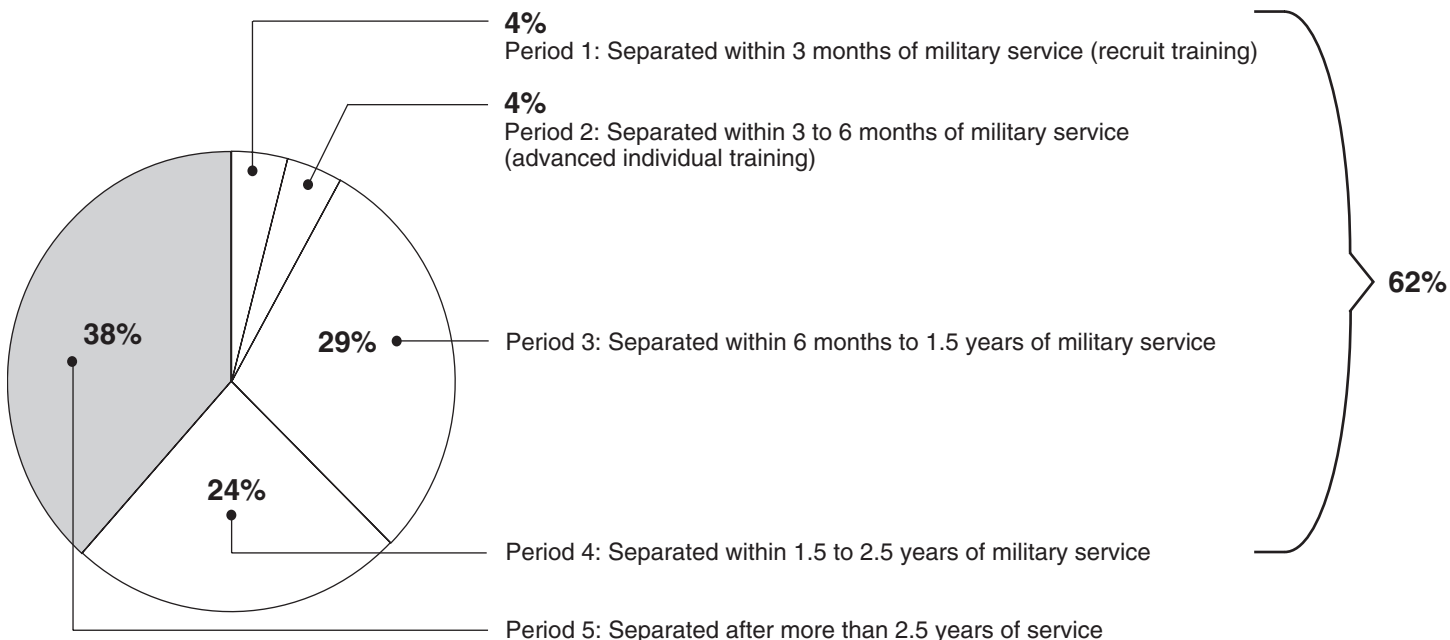 4%
Period 1: Separated within 3 months of military service (recruit training)
4%
Period 2: Separated within 3 to 6 months of military service
(advanced individual training)
62%
38%
29%
Period 3: Separated within 6 months to 1.5 years of military service
24%
Period 4: Separated within 1.5 to 2.5 years of military service
Period 5: Separated after more than 2.5 years of service